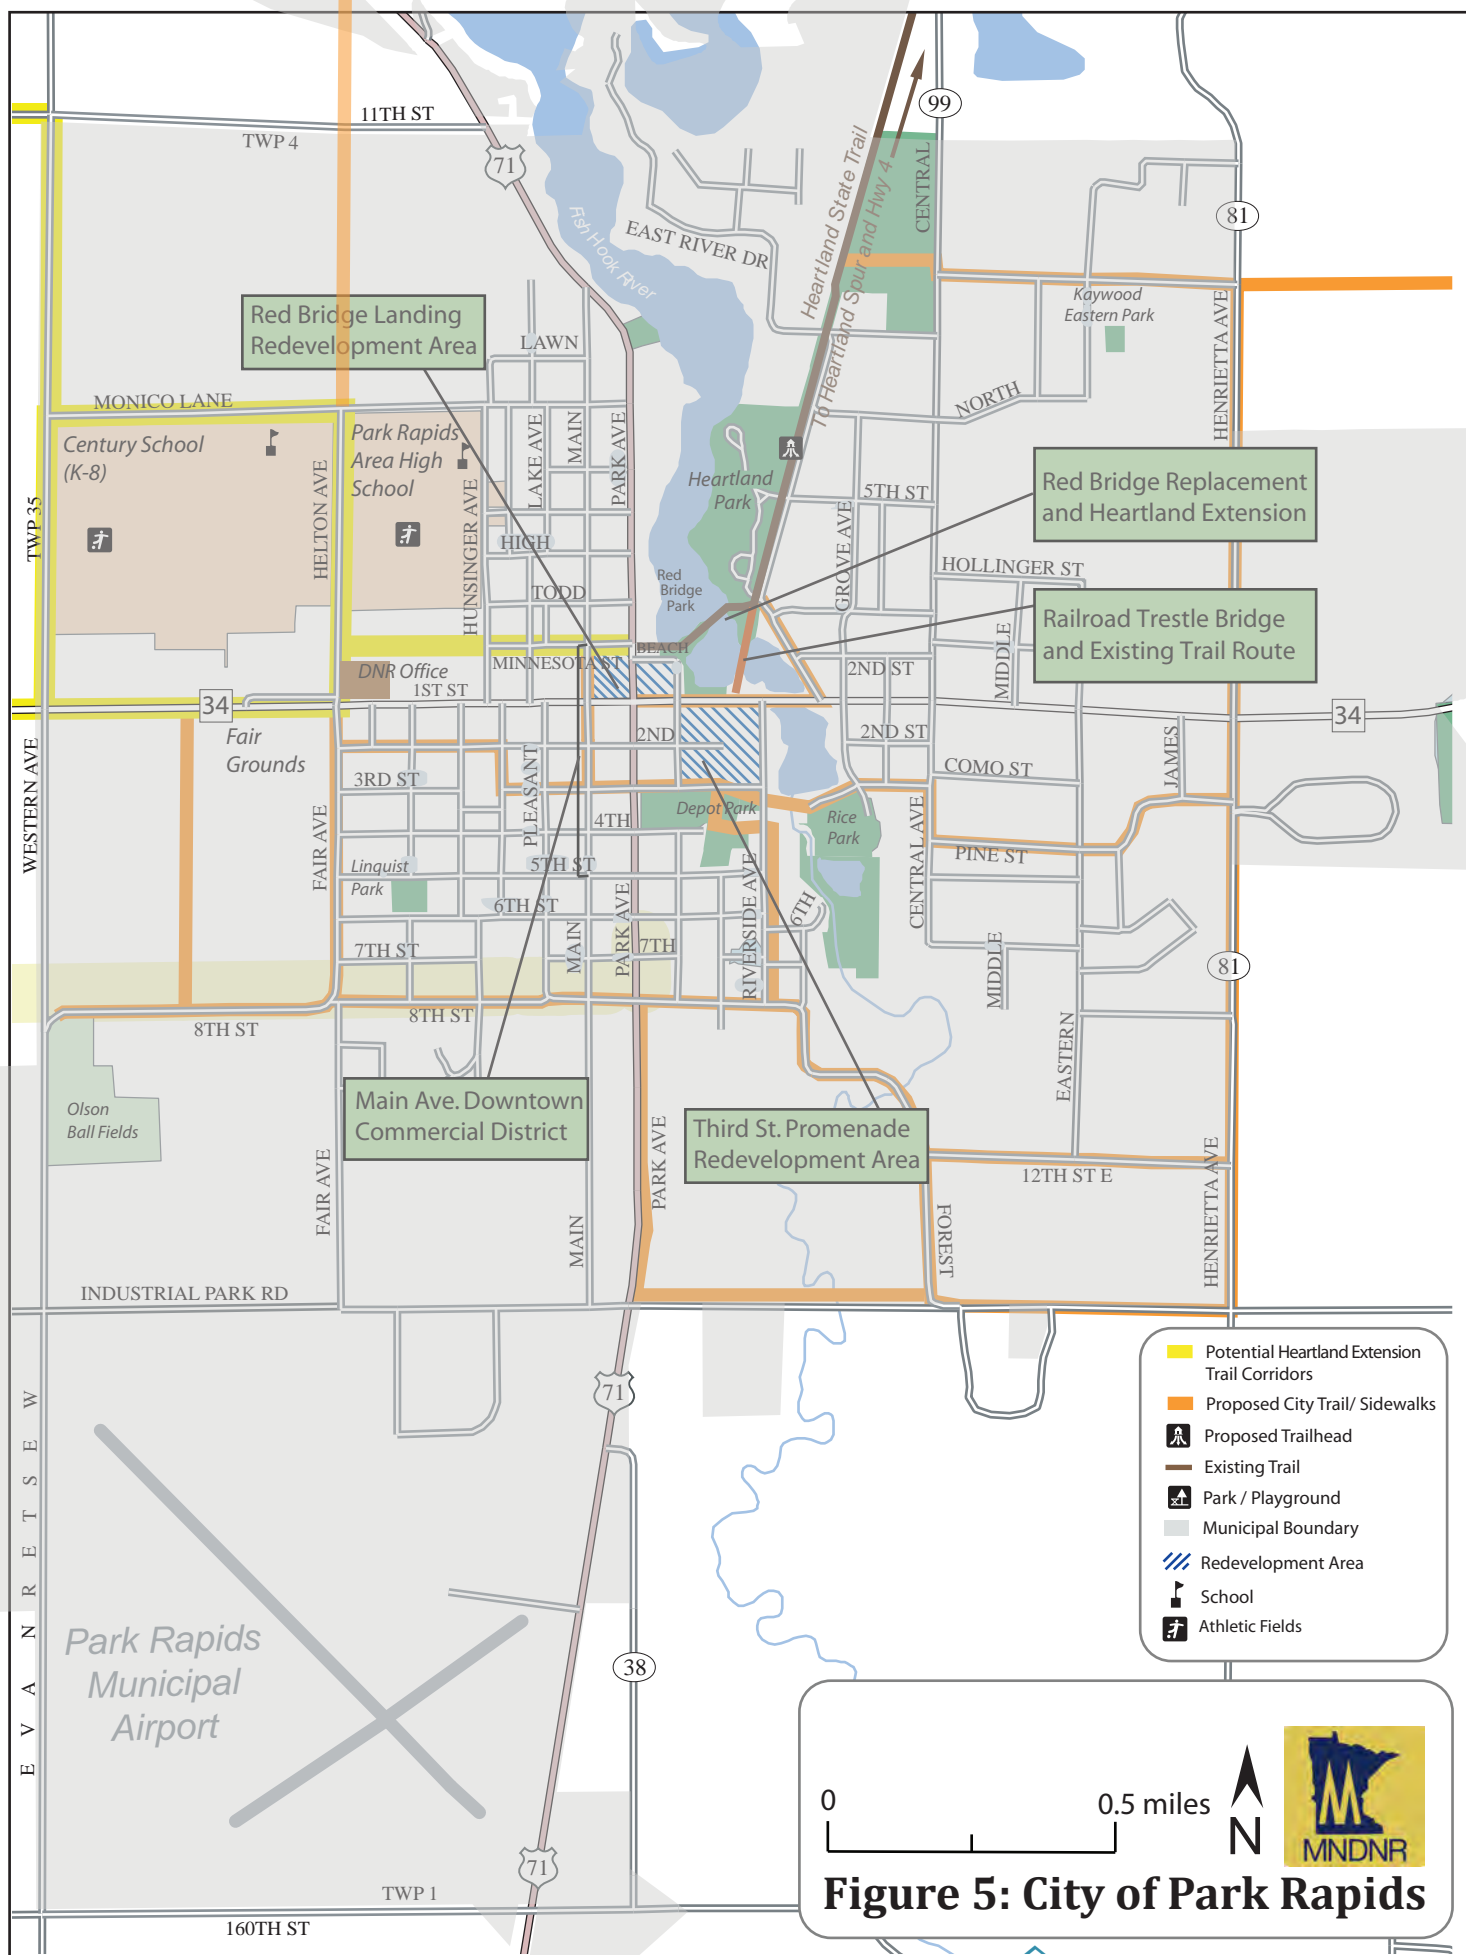 11TH ST
TWP 4
71
99
CENTRAL
81
Fish Hook River
EAST RIVER DR
Heartland State Trail
To Heartland Spur and Hwy 4
Kaywood
Eastern Park
HENRIETTA AVE
Red Bridge Landing
Redevelopment Area
LAWN
MONICO LANE
LAKE AVE
MAIN
PARK AVE
NORTH
Century School
(K-8)
Park Rapids
Area High
School
Heartland
Park
5TH ST
Red Bridge Replacement
and Heartland Extension
TWP 35
HELTON AVE
HUNSINGER AVE
HIGH
TODD
Red
Bridge
Park
GROVE AVE
HOLLINGER ST
Railroad Trestle Bridge
and Existing Trail Route
MIDDLE
BEACH
MINNESOTA ST
2ND ST
DNR Office
1ST ST
34
34
Fair
Grounds
WESTERN AVE
2ND
2ND ST
3RD ST
PLEASANT
COMO ST
JAMES
FAIR AVE
Depot Park
Rice
Park
4TH
CENTRAL AVE
PINE ST
Linquist
Park
5TH ST
6TH ST
RIVERSIDE AVE
6TH
7TH ST
MAIN
PARK AVE
7TH
MIDDLE
81
8TH ST
8TH ST
EASTERN
Olson
Ball Fields
Main Ave. Downtown
Commercial District
Third St. Promenade
Redevelopment Area
FAIR AVE
PARK AVE
12TH ST E
HENRIETTA AVE
MAIN
FOREST
INDUSTRIAL PARK RD
71
WESTERN AVE
Park Rapids
Municipal
Airport
38
71
TWP 1
160TH ST
Potential Heartland Extension
Trail Corridors
Proposed City Trail/ Sidewalks
Proposed Trailhead
Existing Trail
Park / Playground
Municipal Boundary
Redevelopment Area
School
Athletic Fields
0
0.5 miles
N
M
MNDNR
Figure 5: City of Park Rapids